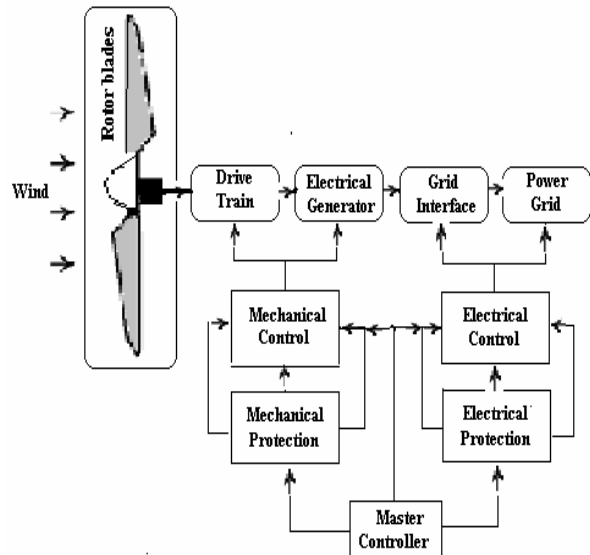 Rotor blades
Wind
Drive
Train
Electrical
Generator
Grid
Interface
Power
Grid
Mechanical
Control
Electrical
Control
Mechanical
Protection
Electrical
Protection
Master
Controller